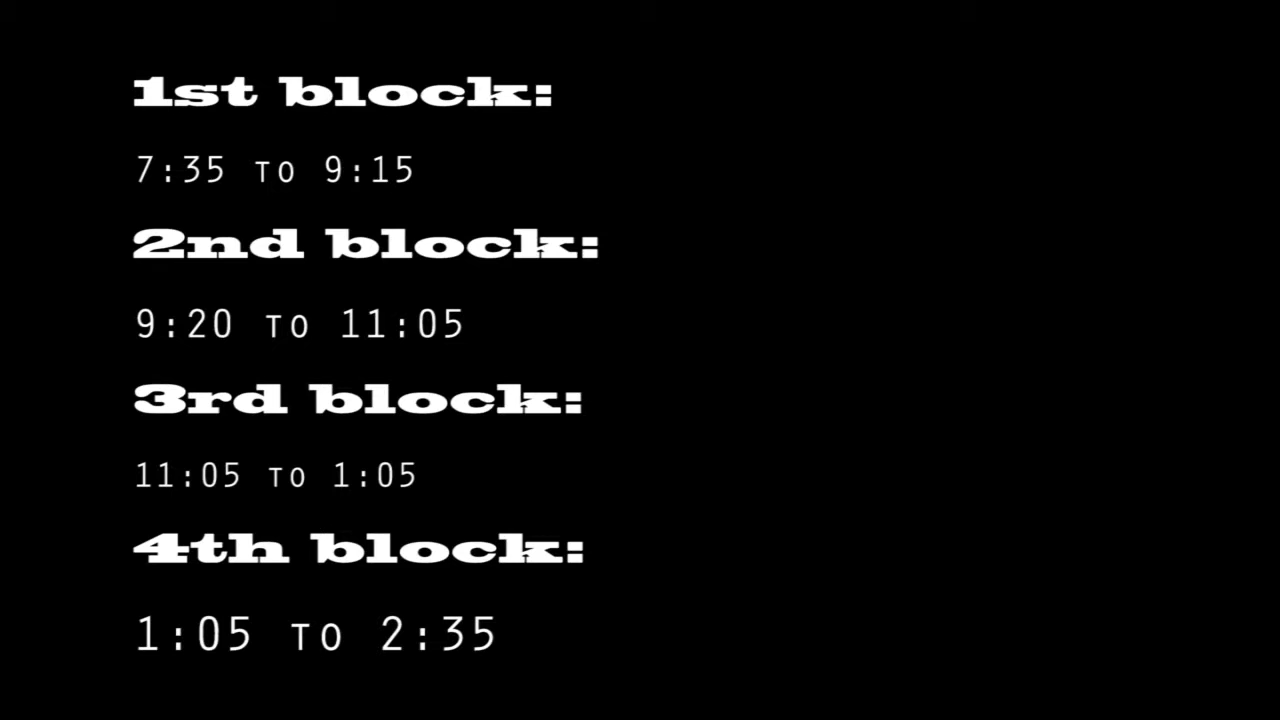 1st block:
7:35 TO 9:15
2nd block:
9:20 TO 11:05
3rd block:
11:05 TO 1:05
4th block:
1:05 TO 2:35